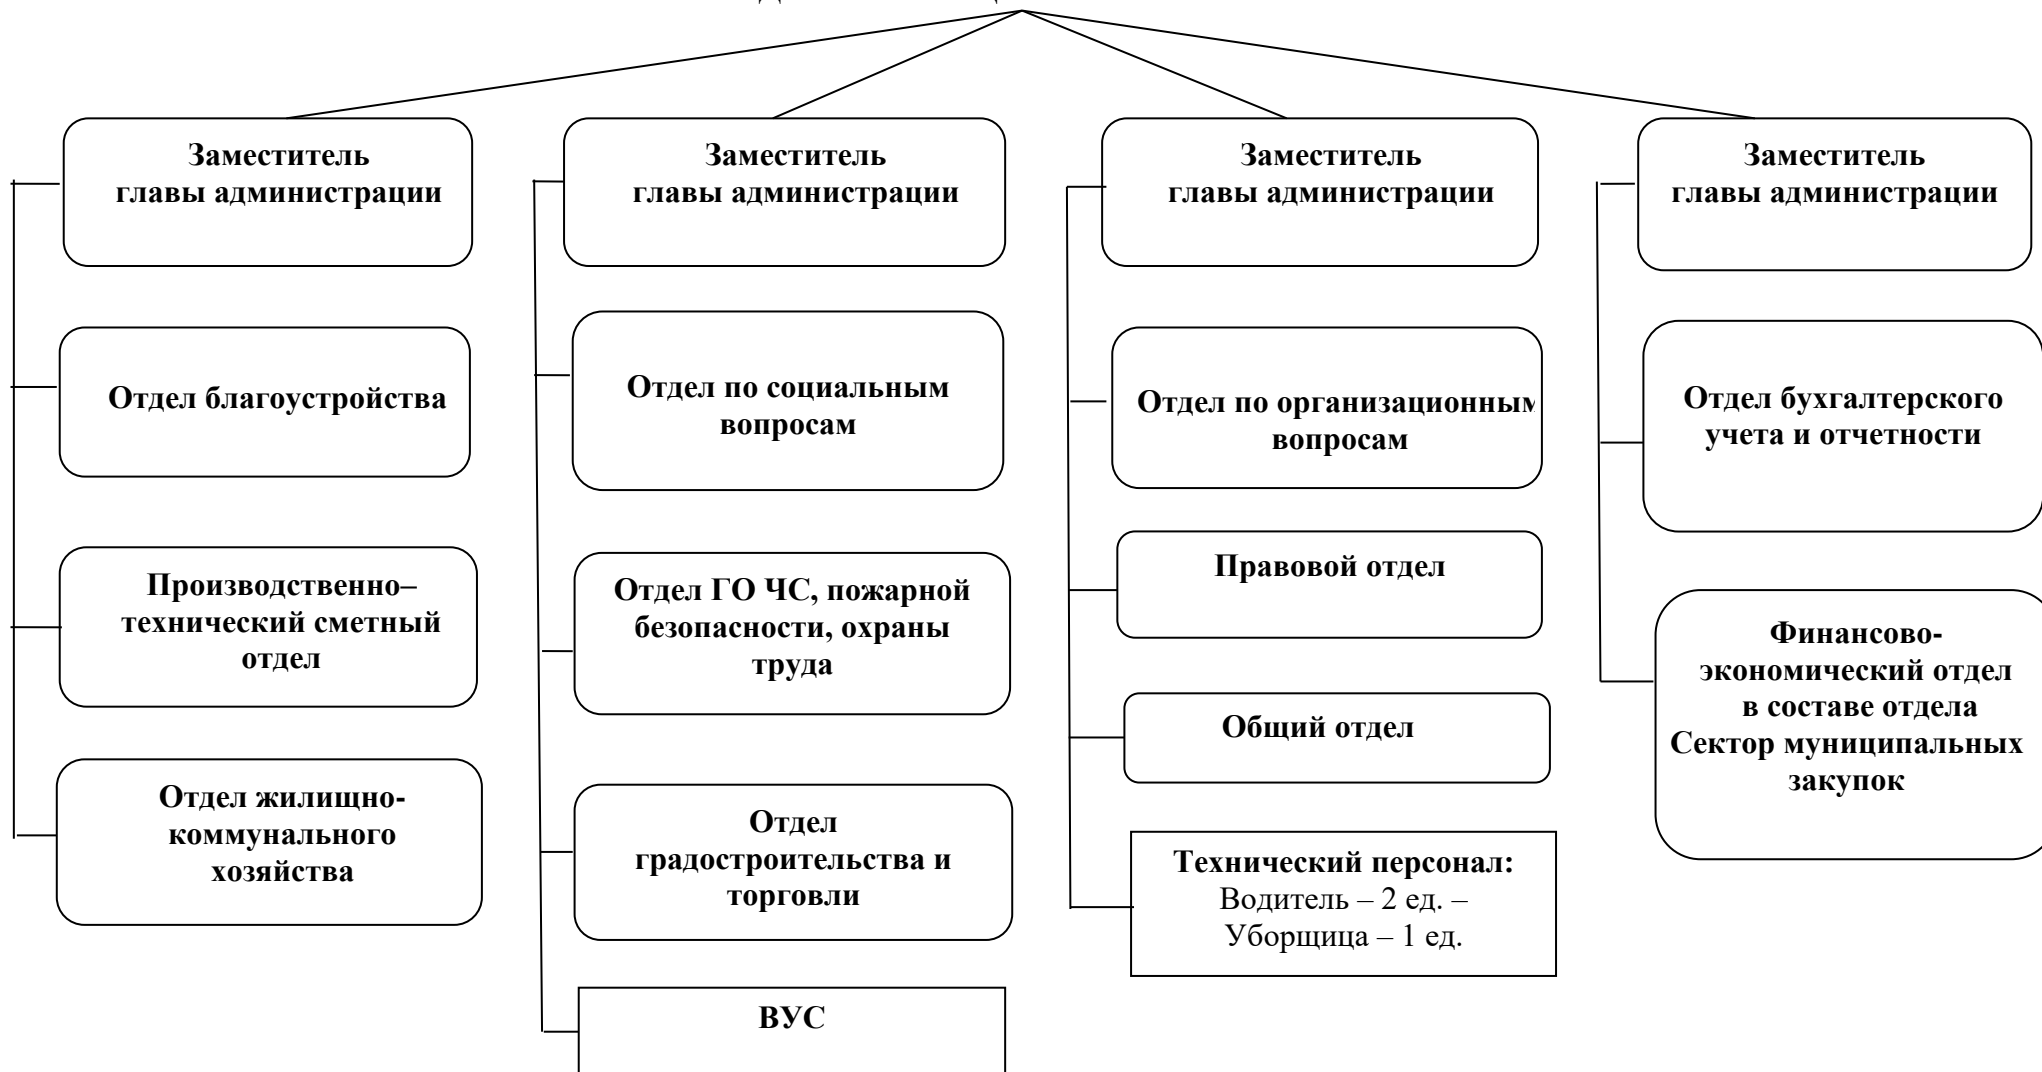 Заместитель
главы администрации
Отдел благоустройства
Производственно–
технический сметный
отдел
Отдел жилищно-
коммунального
хозяйства
Заместитель
главы администрации
Отдел по социальным
вопросам
Отдел ГО ЧС, пожарной
безопасности, охраны
труда
Отдел
градостроительства и
торговли
ВУС
Заместитель
главы администрации
Отдел по организационным
вопросам
Правовой отдел
Общий отдел
Технический персонал:
Водитель – 2 ед. –
Уборщица – 1 ед.
Заместитель
главы администрации
Отдел бухгалтерского
учета и отчетности
Финансово-
экономический отдел
в составе отдела
Сектор муниципальных
закупок